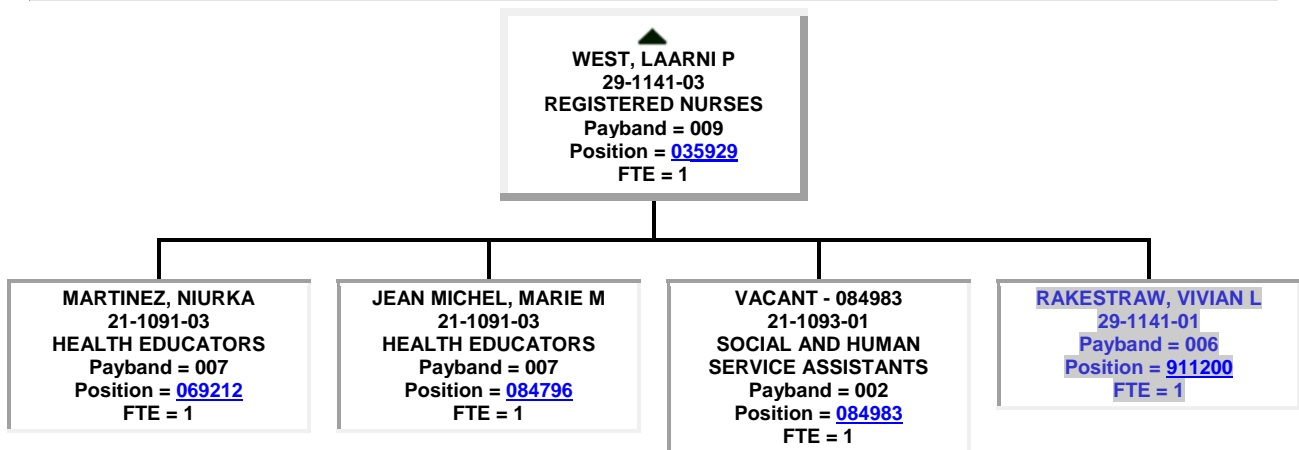 WEST, LAARNI P
29-1141-03
REGISTERED NURSES
Payband = 009
Position = 035929
FTE = 1
MARTINEZ, NIURKA
21-1091-03
HEALTH EDUCATORS
Payband = 007
Position = 069212
FTE = 1
JEAN MICHEL, MARIE M
21-1091-03
HEALTH EDUCATORS
Payband = 007
Position = 084796
FTE = 1
VACANT - 084983
21-1093-01
SOCIAL AND HUMAN
SERVICE ASSISTANTS
Payband = 002
Position = 084983
FTE = 1
RAKESTRAW, VIVIAN L
29-1141-01
Payband = 006
Position = 911200
FTE = 1